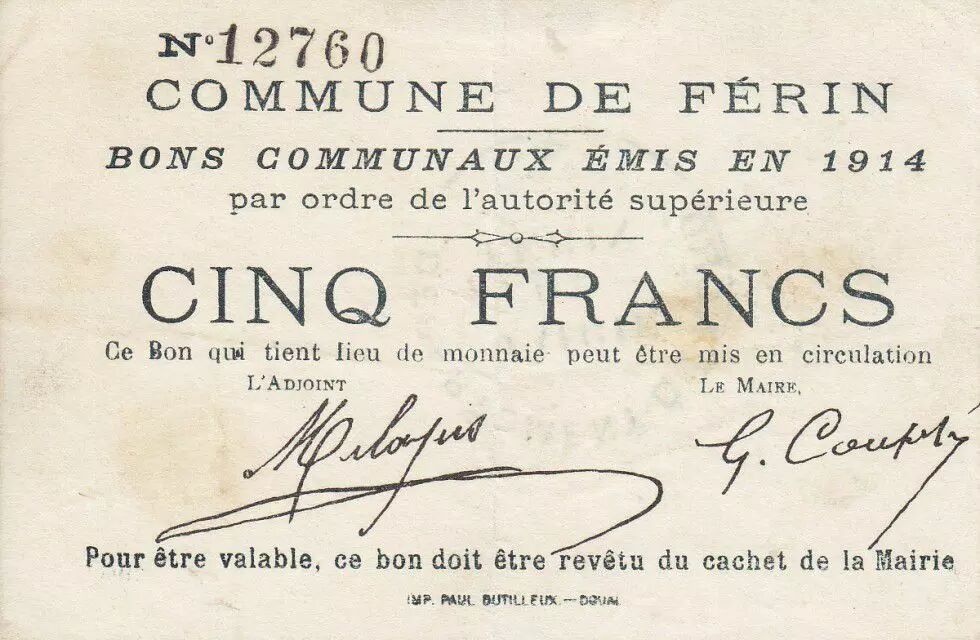 N° 12760
COMMUNE DE FÉRIN
BONS COMMUNAUX ÉMIS EN 1914
par ordre de l'autorité supérieure
CINQ FRANCS
Ce Bon qui tient lieu de monnaie peut être mis en circulation
L'ADJOINT LE MAIRE,
G.
Pour être valable, ce bon doit être revêtu du cachet de la Mairie
IMP. PAUL DUTILLEUX.—DOUAI